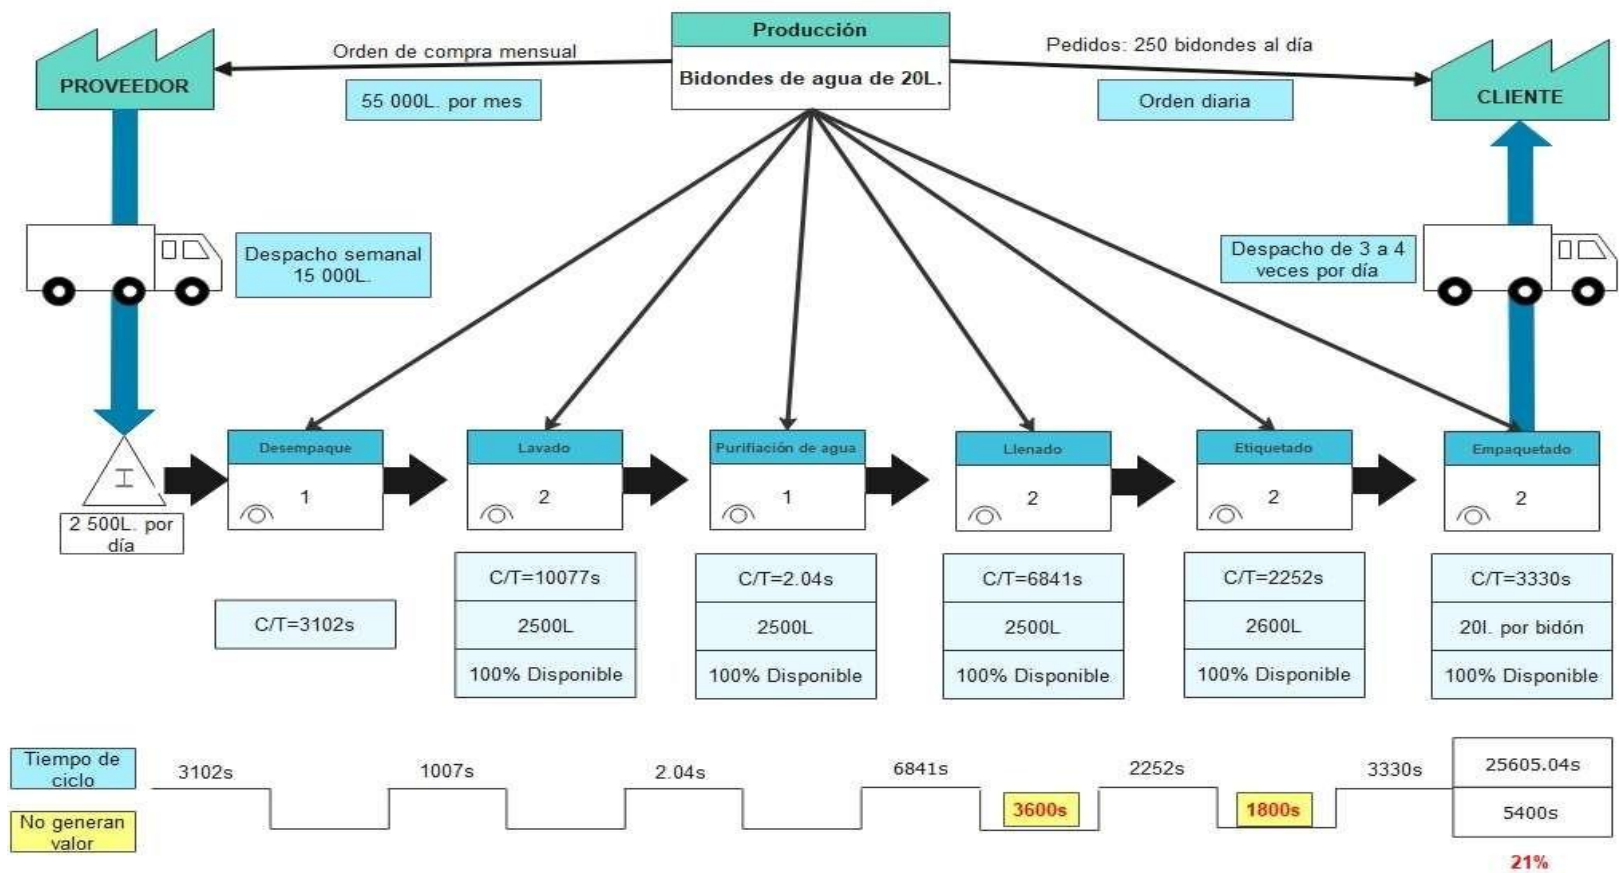 Producción
Bidondes de agua de 20L.
PROVEEDOR
Orden de compra mensual
55 000L. por mes
Pedidos: 250 bidondes al día
Orden diaria
CLIENTE
Despacho semanal
15 000L.
Despacho de 3 a 4
veces por día
I
2 500L. por
día
Desempaque
1
Lavado
2
Purifiación de agua
1
Llenado
2
Etiquetado
2
Empaquetado
2
C/T=3102s
C/T=10077s
2500L
100% Disponible
C/T=2.04s
2500L
100% Disponible
C/T=6841s
2500L
100% Disponible
C/T=2252s
2600L
100% Disponible
C/T=3330s
20l. por bidón
100% Disponible
Tiempo de
ciclo
3102s
1007s
2.04s
6841s
2252s
3330s
25605.04s
No generan
valor
3600s
1800s
5400s
21%